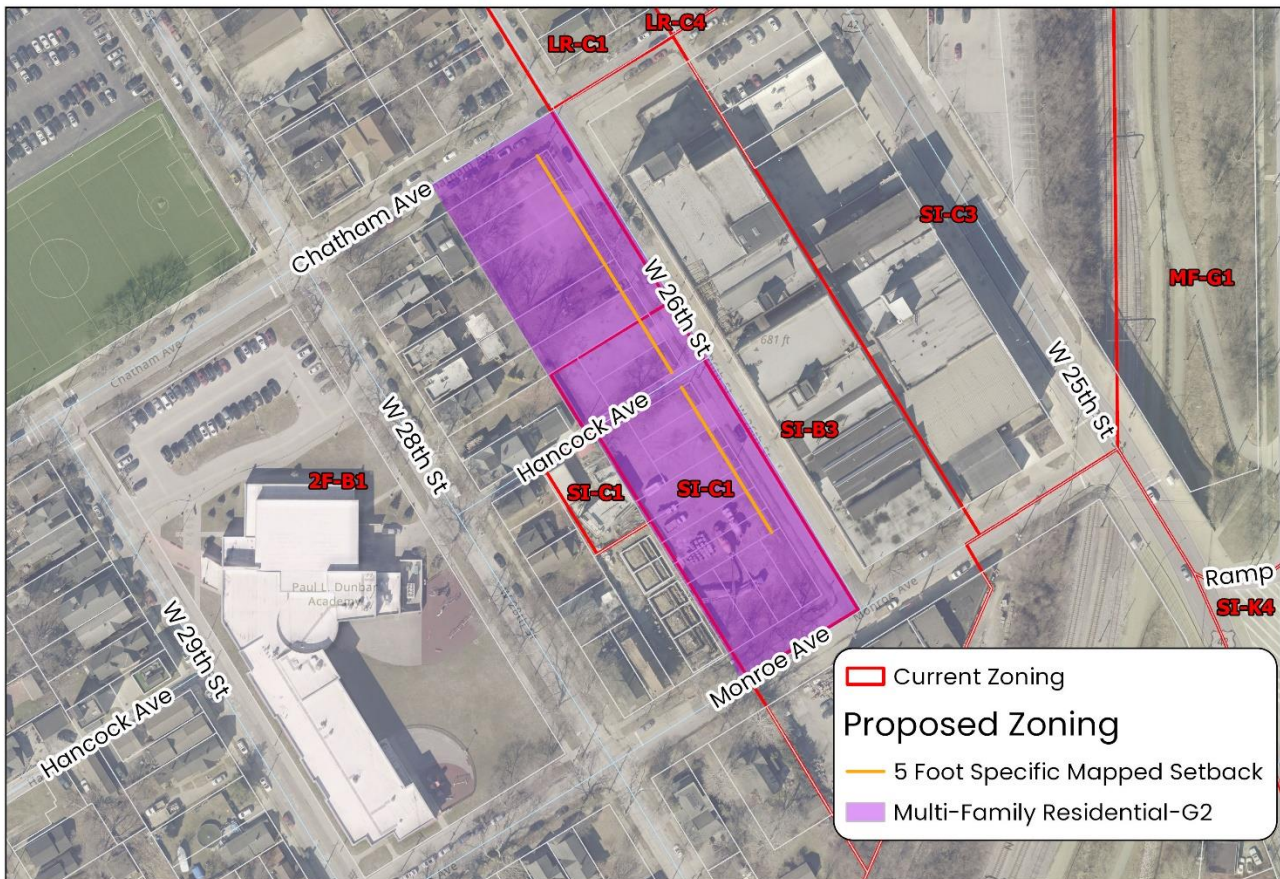 LR-C4
LR-C1
42
Chatham Ave
SI-C3
MF-G1
W 26th St
681 ft
Chatham Ave
W 25th St
W 28th St
Hancock Ave
SI-B3
2F-B1
SI-C1
SI-C1
Paul L. Dunbar
Academy
Ramp
SI-K4
Monroe Ave
W 29th St
Monroe Ave
Hancock Ave
Current Zoning
Proposed Zoning
5 Foot Specific Mapped Setback
Multi-Family Residential-G2